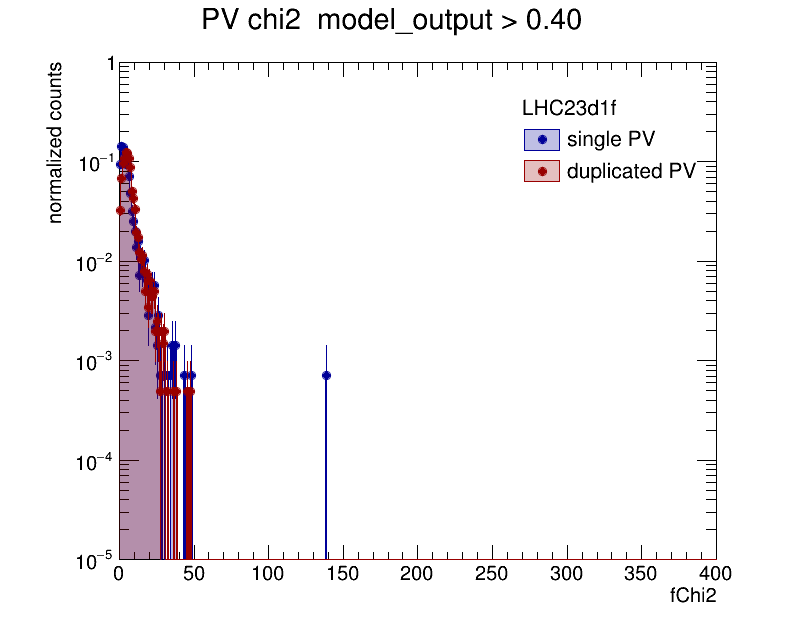 PV chi2 model_output > 0.40
normalized counts
1
10⁻¹
10⁻²
10⁻³
10⁻⁴
10⁻⁵
LHC23d1f
single PV
duplicated PV
0 50 100 150 200 250 300 350 400
fChi2